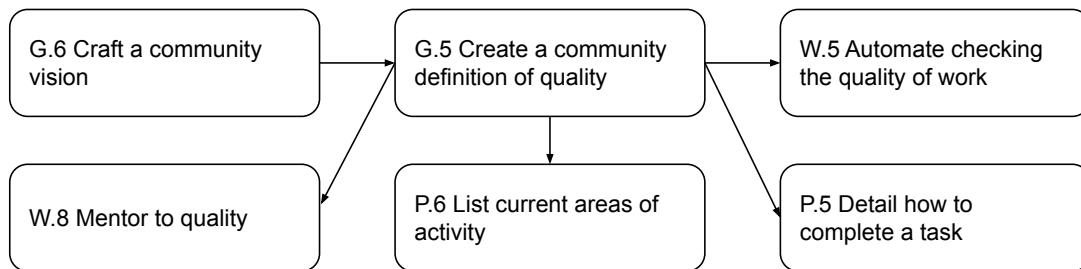 G.6 Craft a community
vision
G.5 Create a community
definition of quality
W.5 Automate checking
the quality of work
W.8 Mentor to quality
P.6 List current areas of
activity
P.5 Detail how to
complete a task